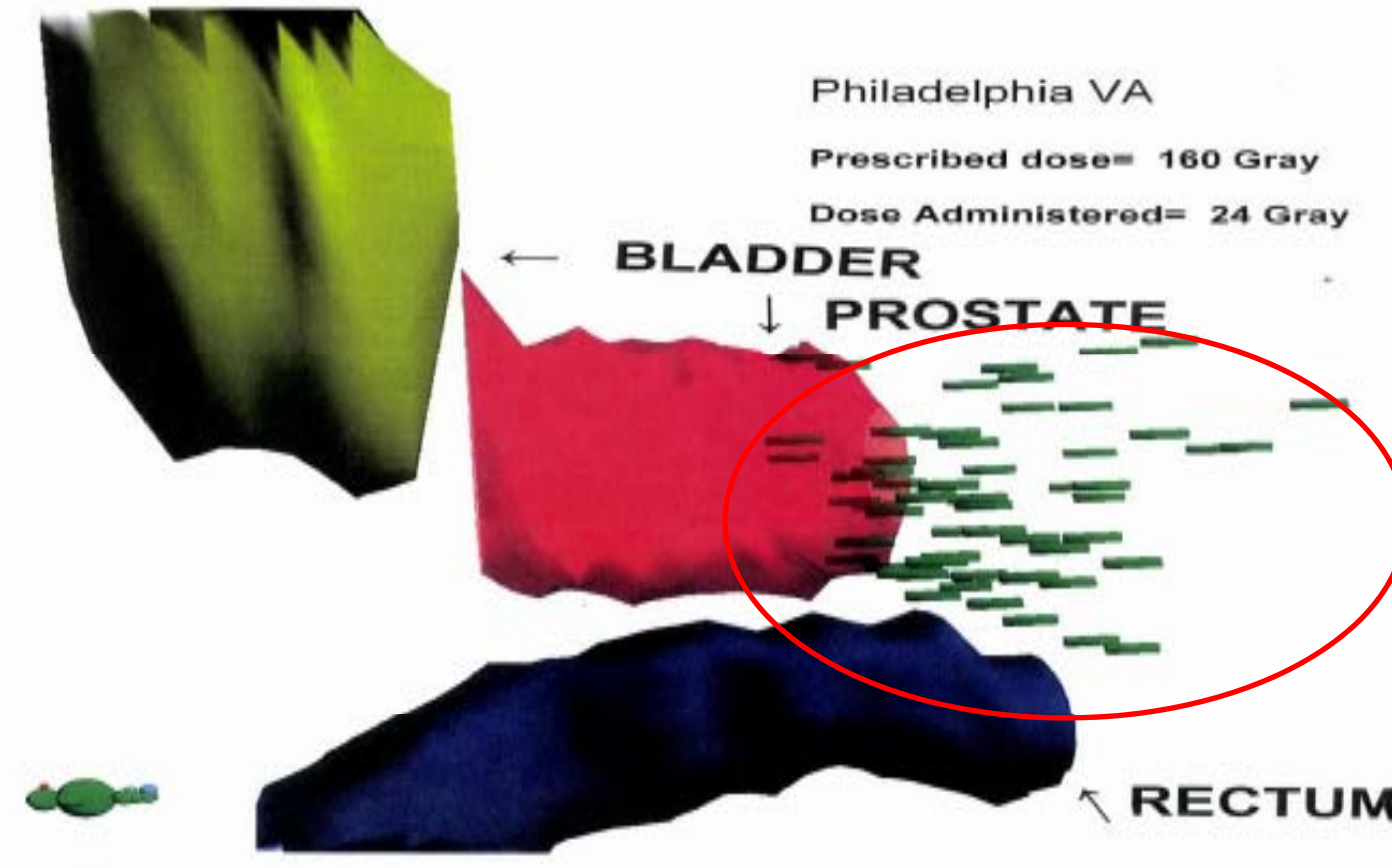 Philadelphia VA
Prescribed dose= 160 Gray
Dose Administered= 24 Gray
← BLADDER
↓ PROSTATE
↖ RECTUM